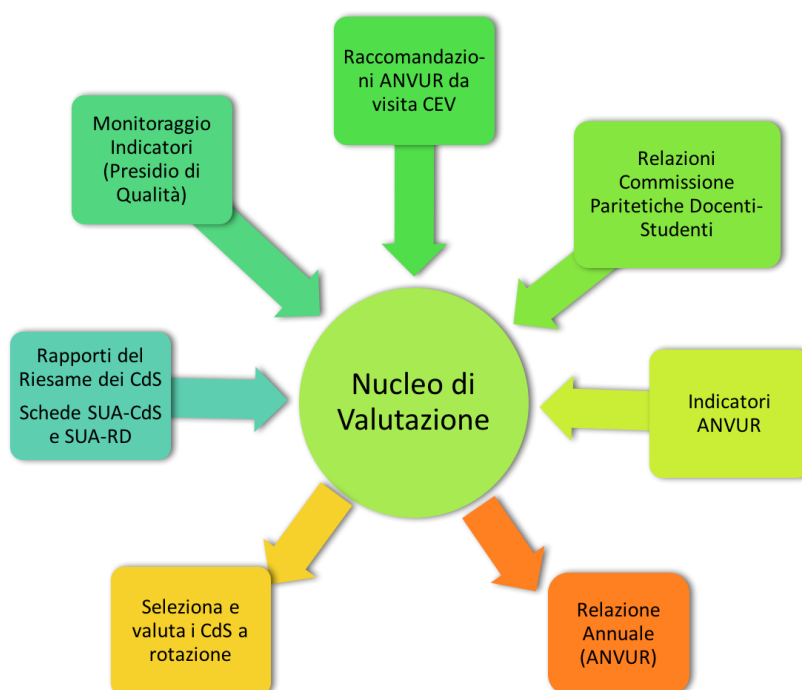 Raccomandazio-
ni ANVUR da
visita CEV
Monitoraggio
Indicatori
(Presidio di
Qualità)
Relazioni
Commissione
Paritetiche Docenti-
Studenti
Rapporti del
Riesame dei CdS
Schede SUA-CdS
e SUA-RD
Nucleo di
Valutazione
Indicatori
ANVUR
Seleziona e
valuta i CdS a
rotazione
Relazione
Annuale
(ANVUR)